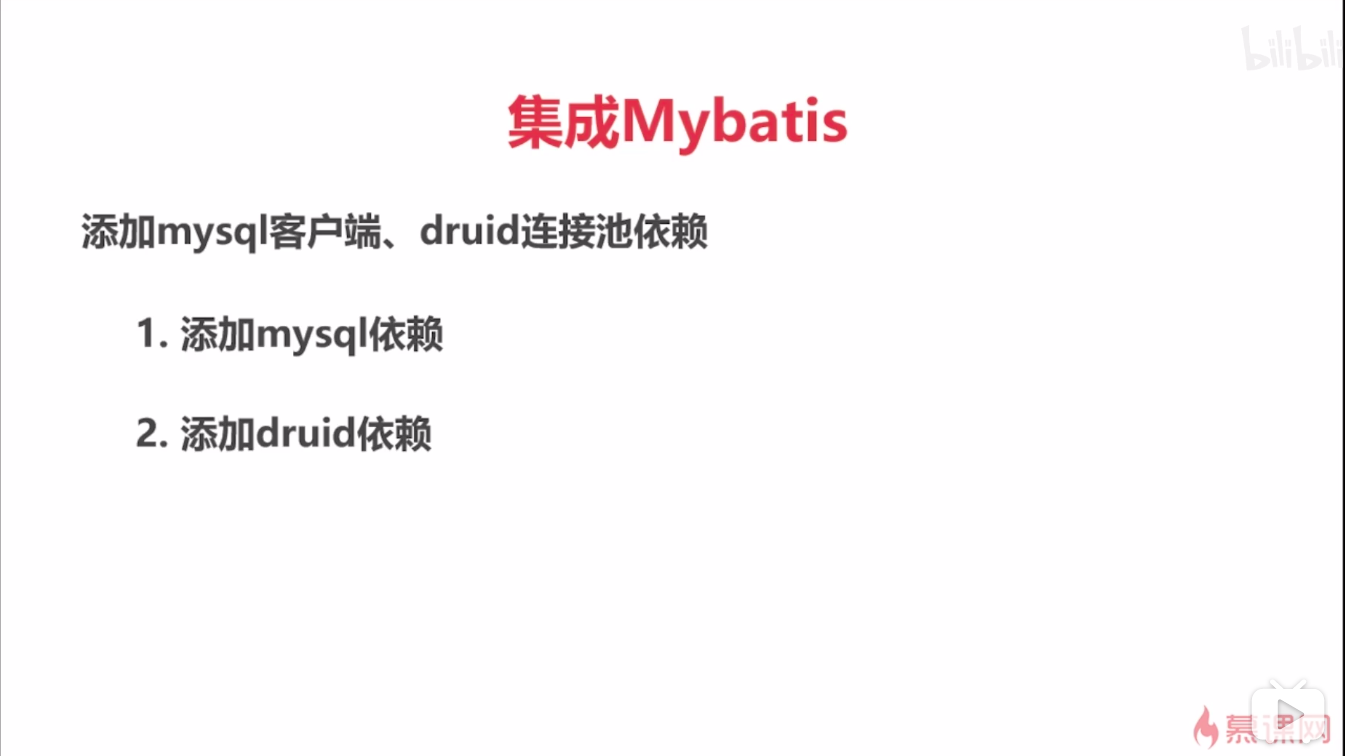 bilibili
集成Mybatis
添加mysql客户端、druid连接池依赖
1. 添加mysql依赖
2. 添加druid依赖
慕课网